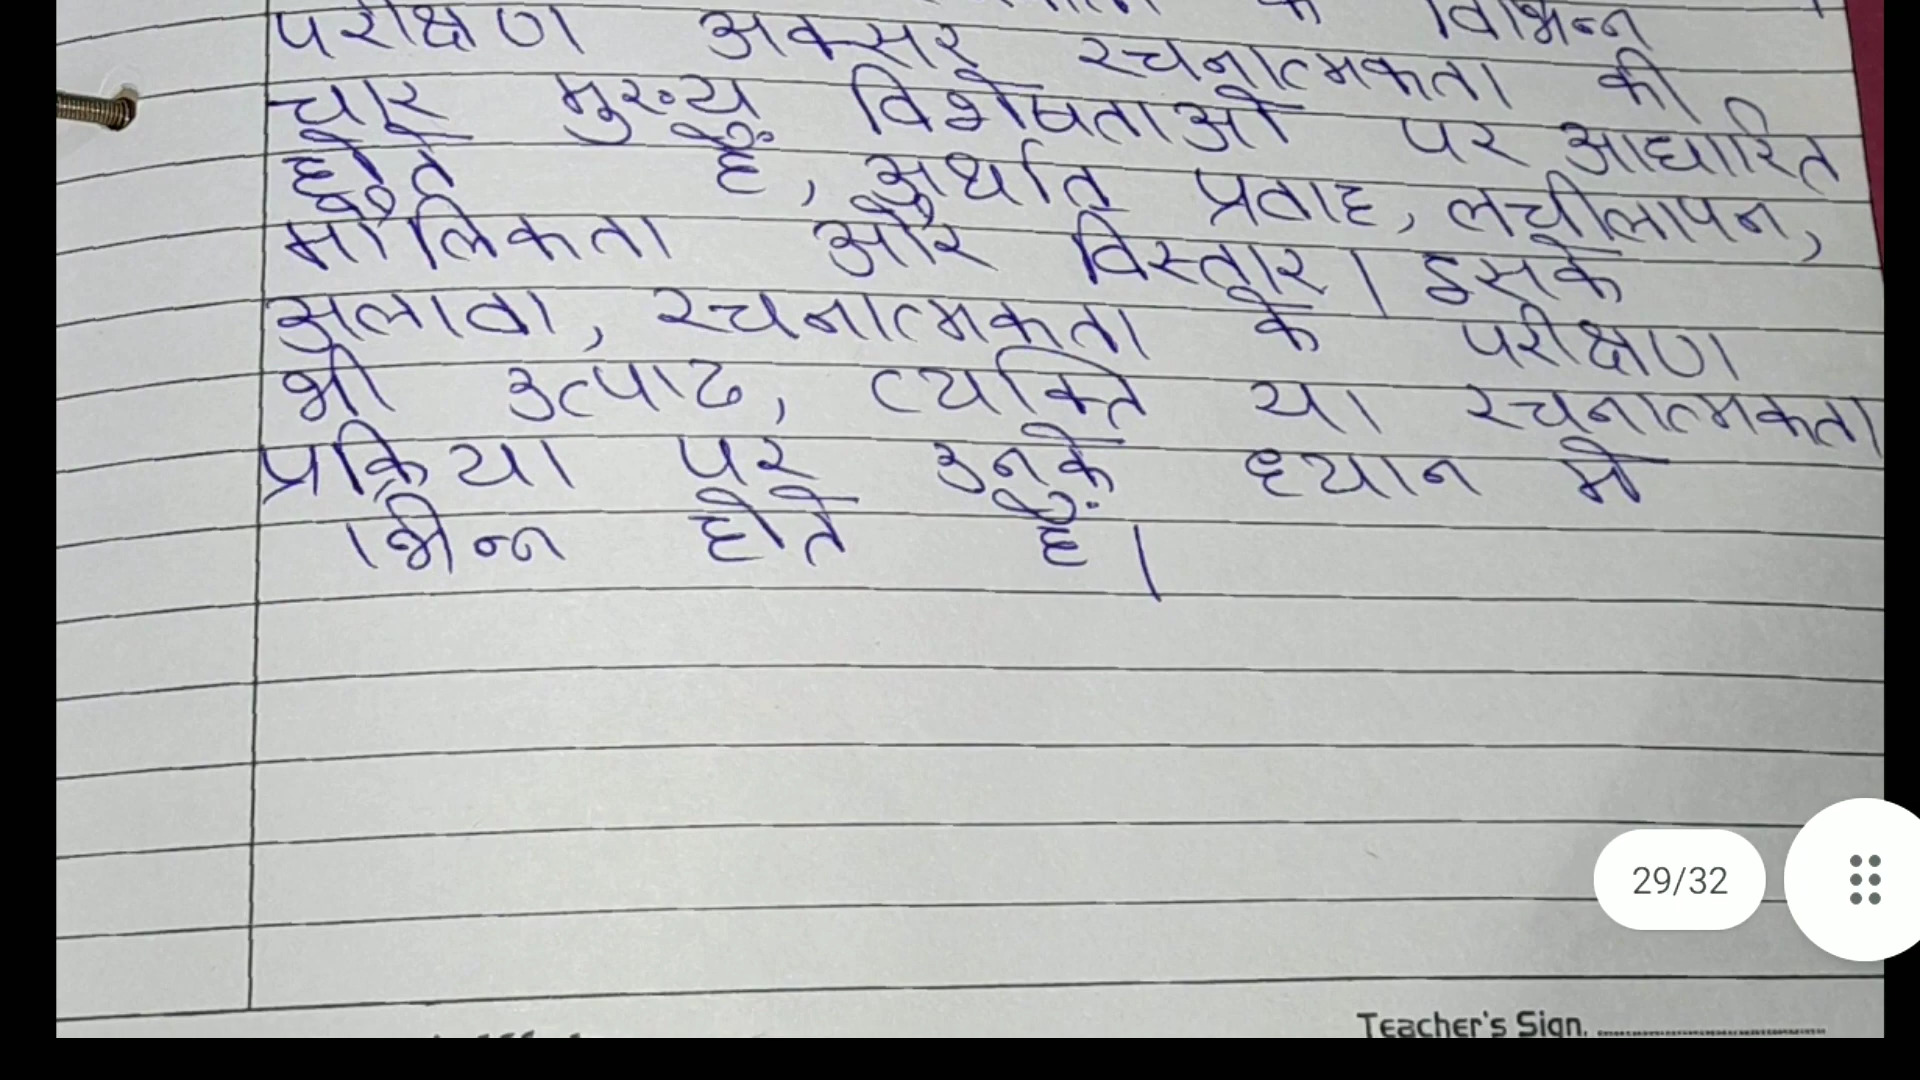 के विभिन्न
परीक्षण अक्सर रचनात्मकता की
चार मुख्य विशेषताओं पर आधारित
होते हैं, अर्थात प्रवाह, लचीलापन,
मौलिकता और विस्तार। इसके
अलावा, रचनात्मकता के परीक्षण
भी उत्पाद, व्यक्ति या रचनात्मकता
प्रक्रिया पर उनके ध्यान मे
भिन्न होते हैं।
29/32
Teacher's Sign.